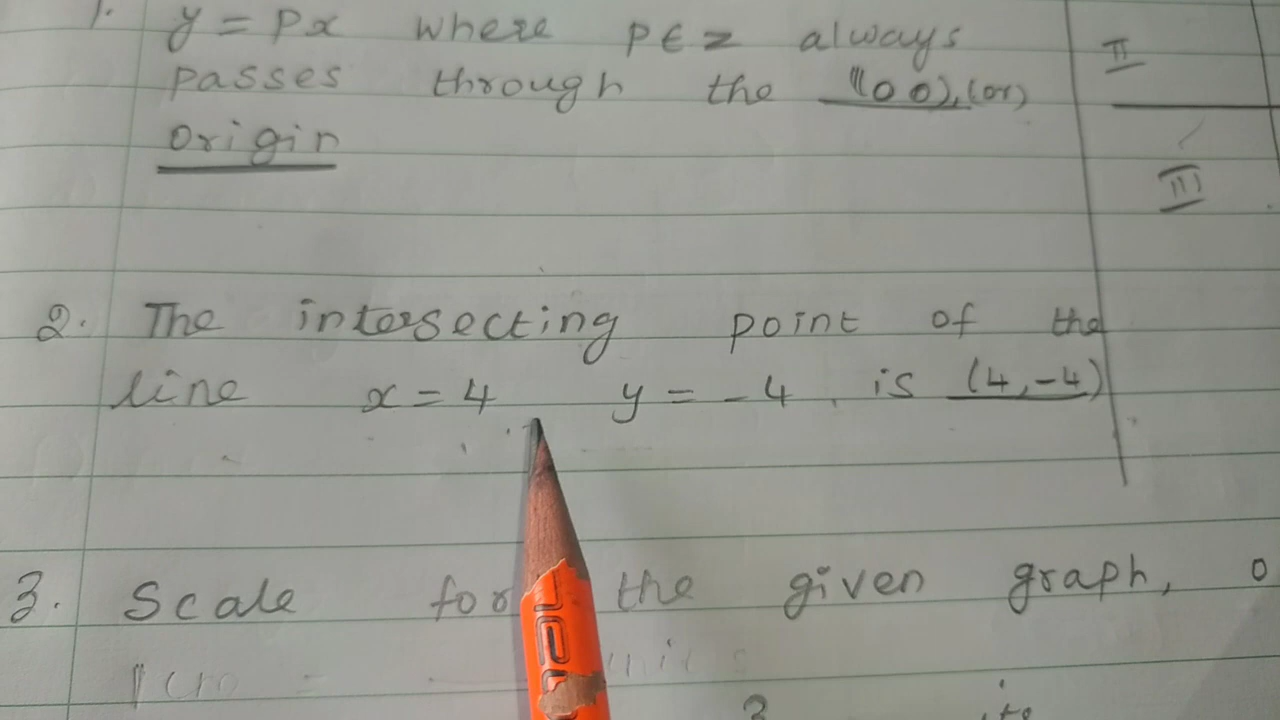 1. y = px where p ∈ z always
passes through the (0 0), (or)
origin
II
III
2. The intersecting point of the
line x = 4 y = -4 is (4,-4)
3. Scale for the given graph,